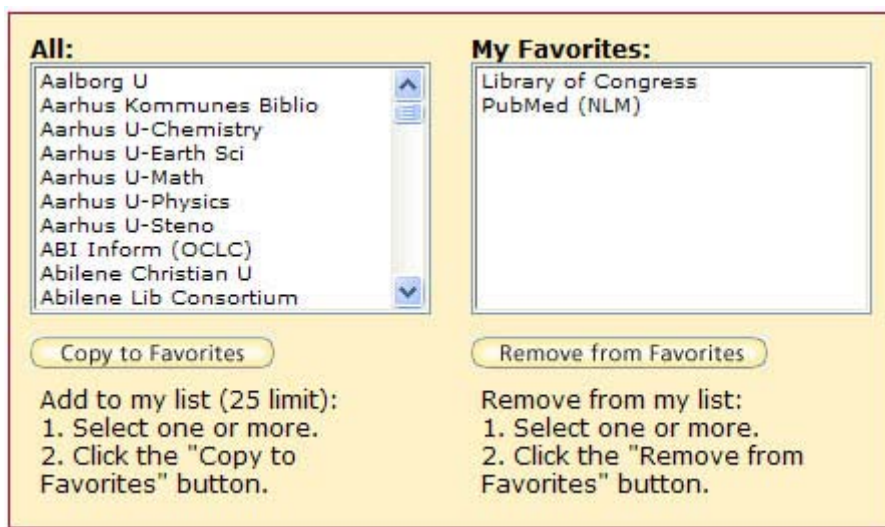 All:
Aalborg U
Aarhus Kommunes Biblio
Aarhus U-Chemistry
Aarhus U-Earth Sci
Aarhus U-Math
Aarhus U-Physics
Aarhus U-Steno
ABI Inform (OCLC)
Abilene Christian U
Abilene Lib Consortium
Copy to Favorites
Add to my list (25 limit):
1. Select one or more.
2. Click the "Copy to
Favorites" button.
My Favorites:
Library of Congress
PubMed (NLM)
Remove from Favorites
Remove from my list:
1. Select one or more.
2. Click the "Remove from
Favorites" button.